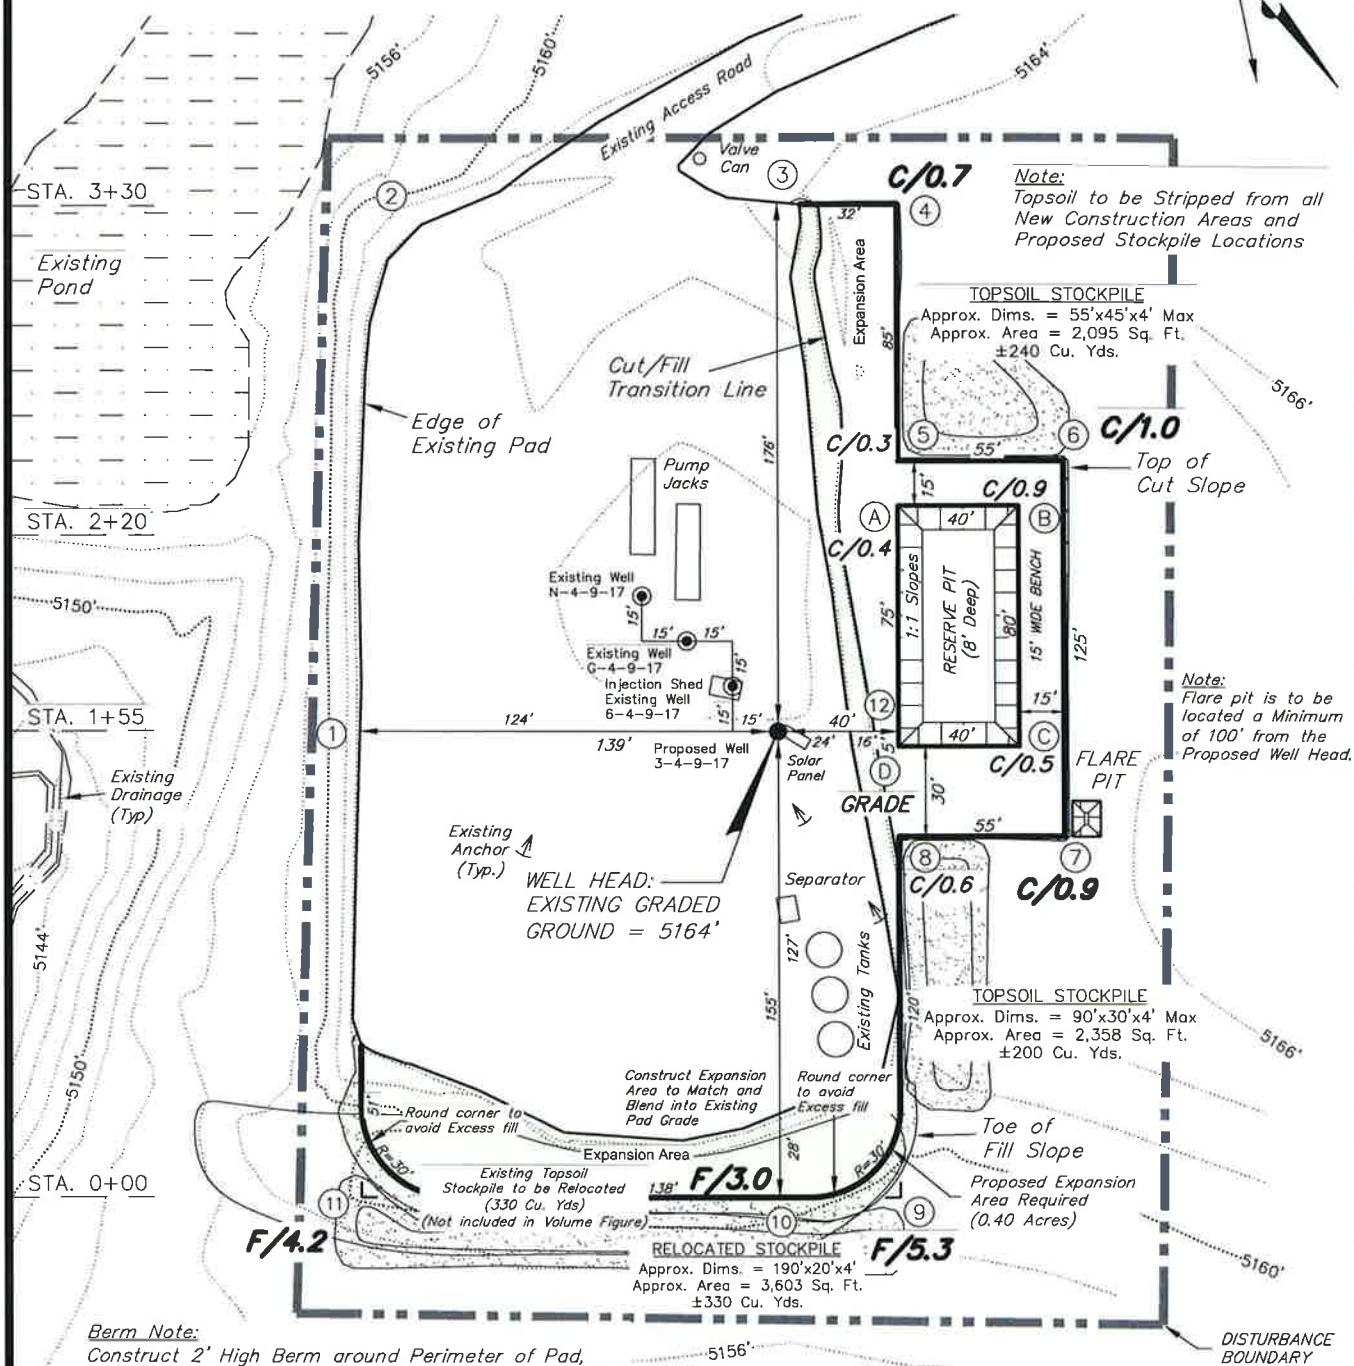 5156'
5160'
5164'
Existing Access Road
Valve
Can
3
C/0.7
4
Note:
Topsoil to be Stripped from all
New Construction Areas and
Proposed Stockpile Locations
STA. 3+30
2
32'
Existing
Pond
Expansion Area
85'
TOPSOIL STOCKPILE
Approx. Dims. = 55'x45'x4' Max
Approx. Area = 2,095 Sq. Ft.
±240 Cu. Yds.
Cut/Fill
Transition Line
5166'
Edge of
Existing Pad
176'
C/0.3
5
55'
6
C/1.0
Top of
Cut Slope
Pump
Jacks
15'
C/0.9
STA. 2+20
A
40'
B
C/0.4
Existing Well
N-4-9-17
15'
15'
15'
Existing Well
G-4-9-17
15'
Injection Shed
Existing Well
6-4-9-17
15'
75'
1:1 Slopes
RESERVE PIT
(8' Deep)
80'
15' WIDE BENCH
125'
5150'
Note:
Flare pit is to be
located a Minimum
of 100' from the
Proposed Well Head.
STA. 1+55
1
124'
15'
40'
12
15'
139'
Proposed Well
3-4-9-17
24'
16'
5'
40'
C
Solar
Panel
D
C/0.5
FLARE
PIT
GRADE
30'
Existing
Drainage
(Typ)
Existing
Anchor
(Typ.)
55'
WELL HEAD:
EXISTING GRADED
GROUND = 5164'
Separator
8
C/0.6
7
C/0.9
5144'
127'
155'
Existing Tanks
120'
TOPSOIL STOCKPILE
Approx. Dims. = 90'x30'x4' Max
Approx. Area = 2,358 Sq. Ft.
±200 Cu. Yds.
5166'
5150'
Construct Expansion
Area to Match and
Blend into Existing
Pad Grade
Round corner
to avoid
Excess fill
51'
Round corner to
avoid Excess fill
Toe of
Fill Slope
R=30'
Expansion Area
28'
R=30'
STA. 0+00
Existing Topsoil
Stockpile to be Relocated
(330 Cu. Yds)
(Not included in Volume Figure)
138'
F/3.0
Proposed Expansion
Area Required
(0.40 Acres)
11
10
9
F/4.2
RELOCATED STOCKPILE
Approx. Dims. = 190'x20'x4'
Approx. Area = 3,603 Sq. Ft.
±330 Cu. Yds.
F/5.3
5160'
Berm Note:
Construct 2' High Berm around Perimeter of Pad,
5156'
DISTURBANCE
BOUNDARY